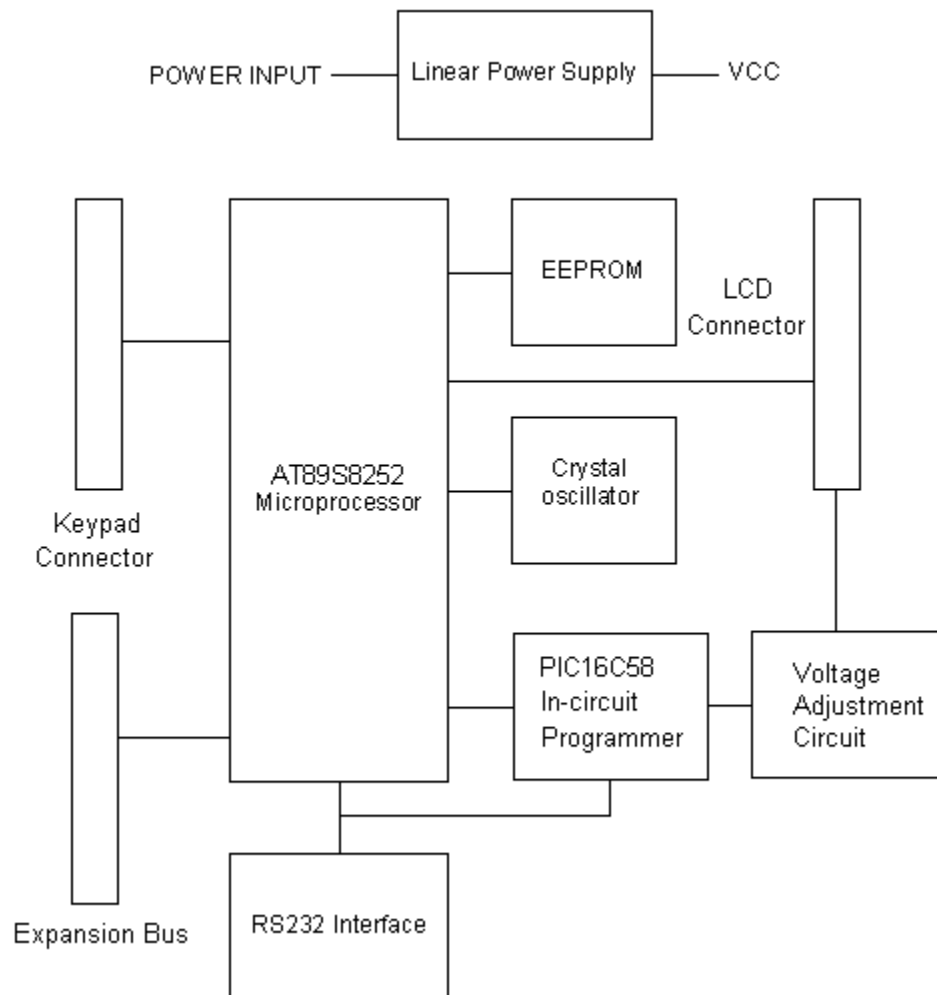 POWER INPUT
Linear Power Supply
VCC
EEPROM
LCD
Connector
AT89S8252
Microprocessor
Crystal
oscillator
Keypad
Connector
PIC16C58
In-circuit
Programmer
Voltage
Adjustment
Circuit
RS232 Interface
Expansion Bus